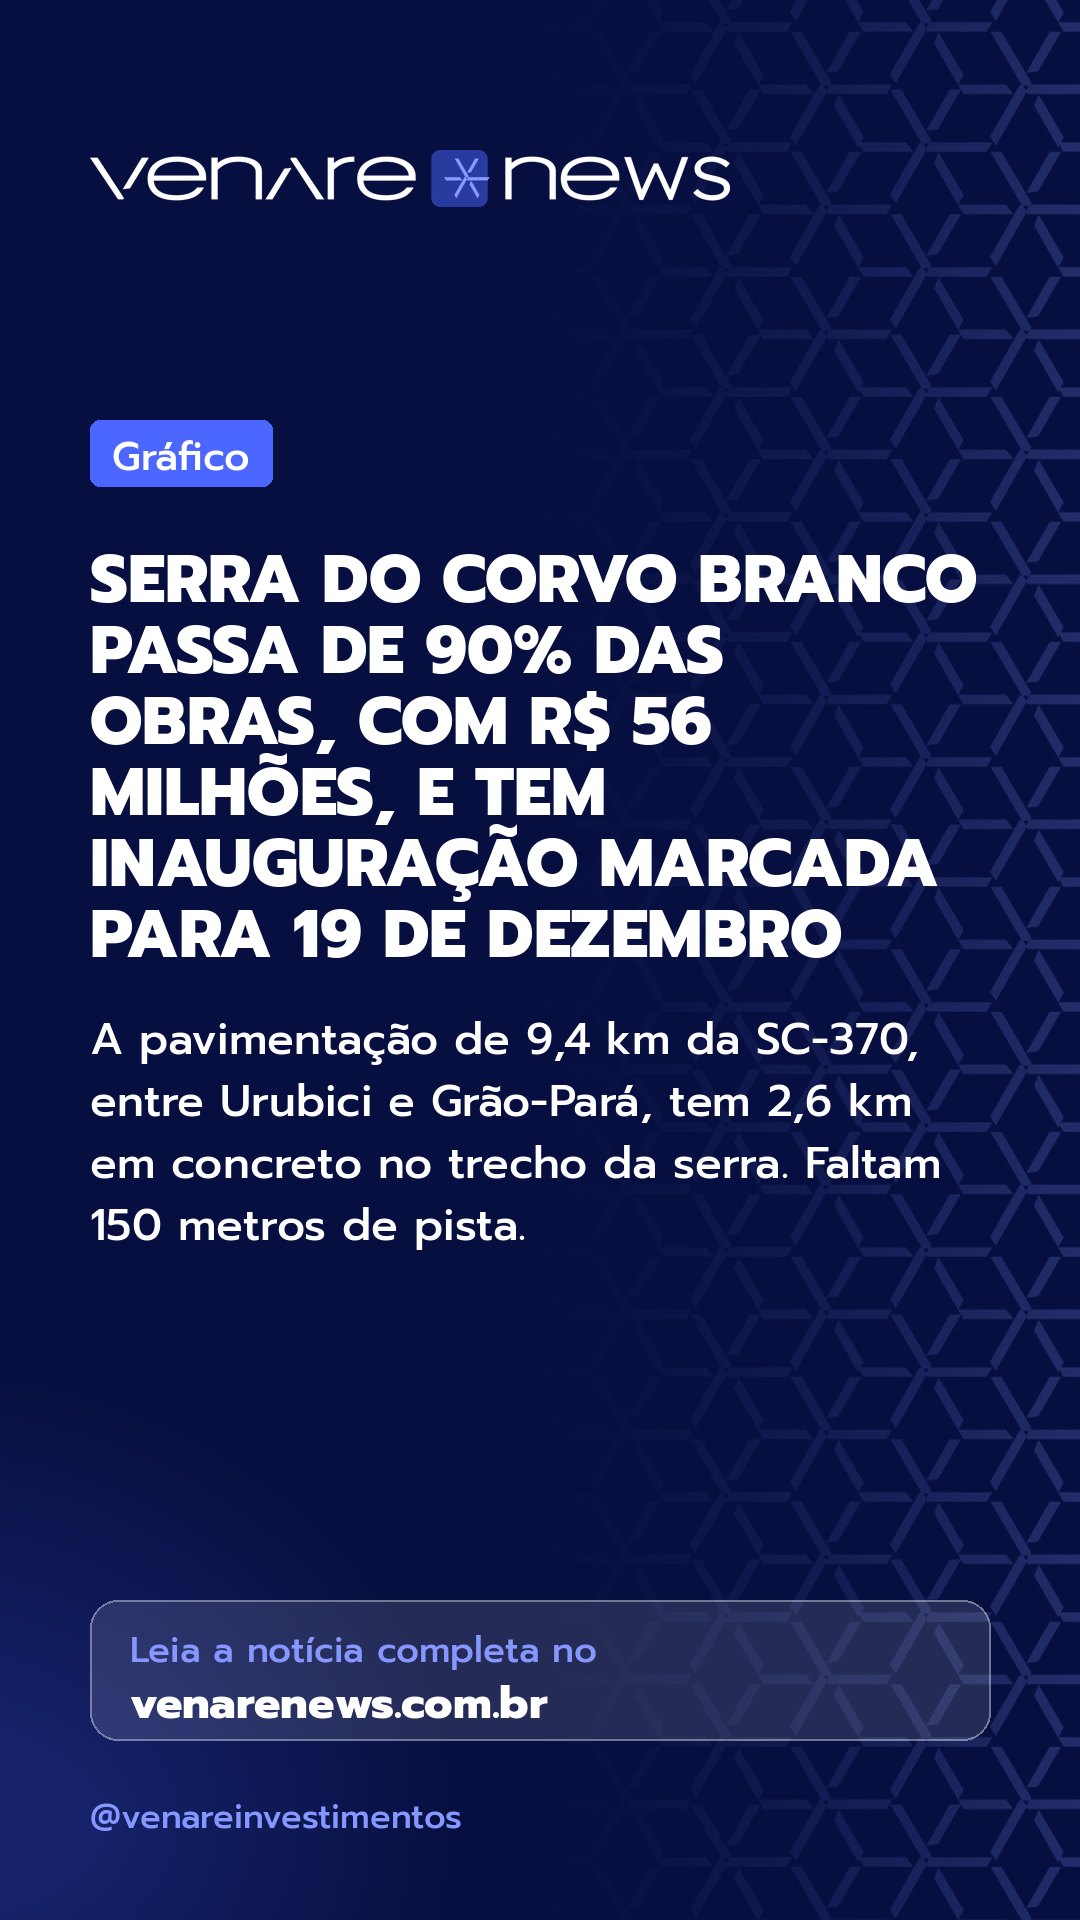 venare news
Gráfico
SERRA DO CORVO BRANCO
PASSA DE 90% DAS
OBRAS, COM R$ 56
MILHÕES, E TEM
INAUGURAÇÃO MARCADA
PARA 19 DE DEZEMBRO
A pavimentação de 9,4 km da SC-370,
entre Urubici e Grão-Pará, tem 2,6 km
em concreto no trecho da serra. Faltam
150 metros de pista.
Leia a notícia completa no
venarenews.com.br
@venareinvestimentos